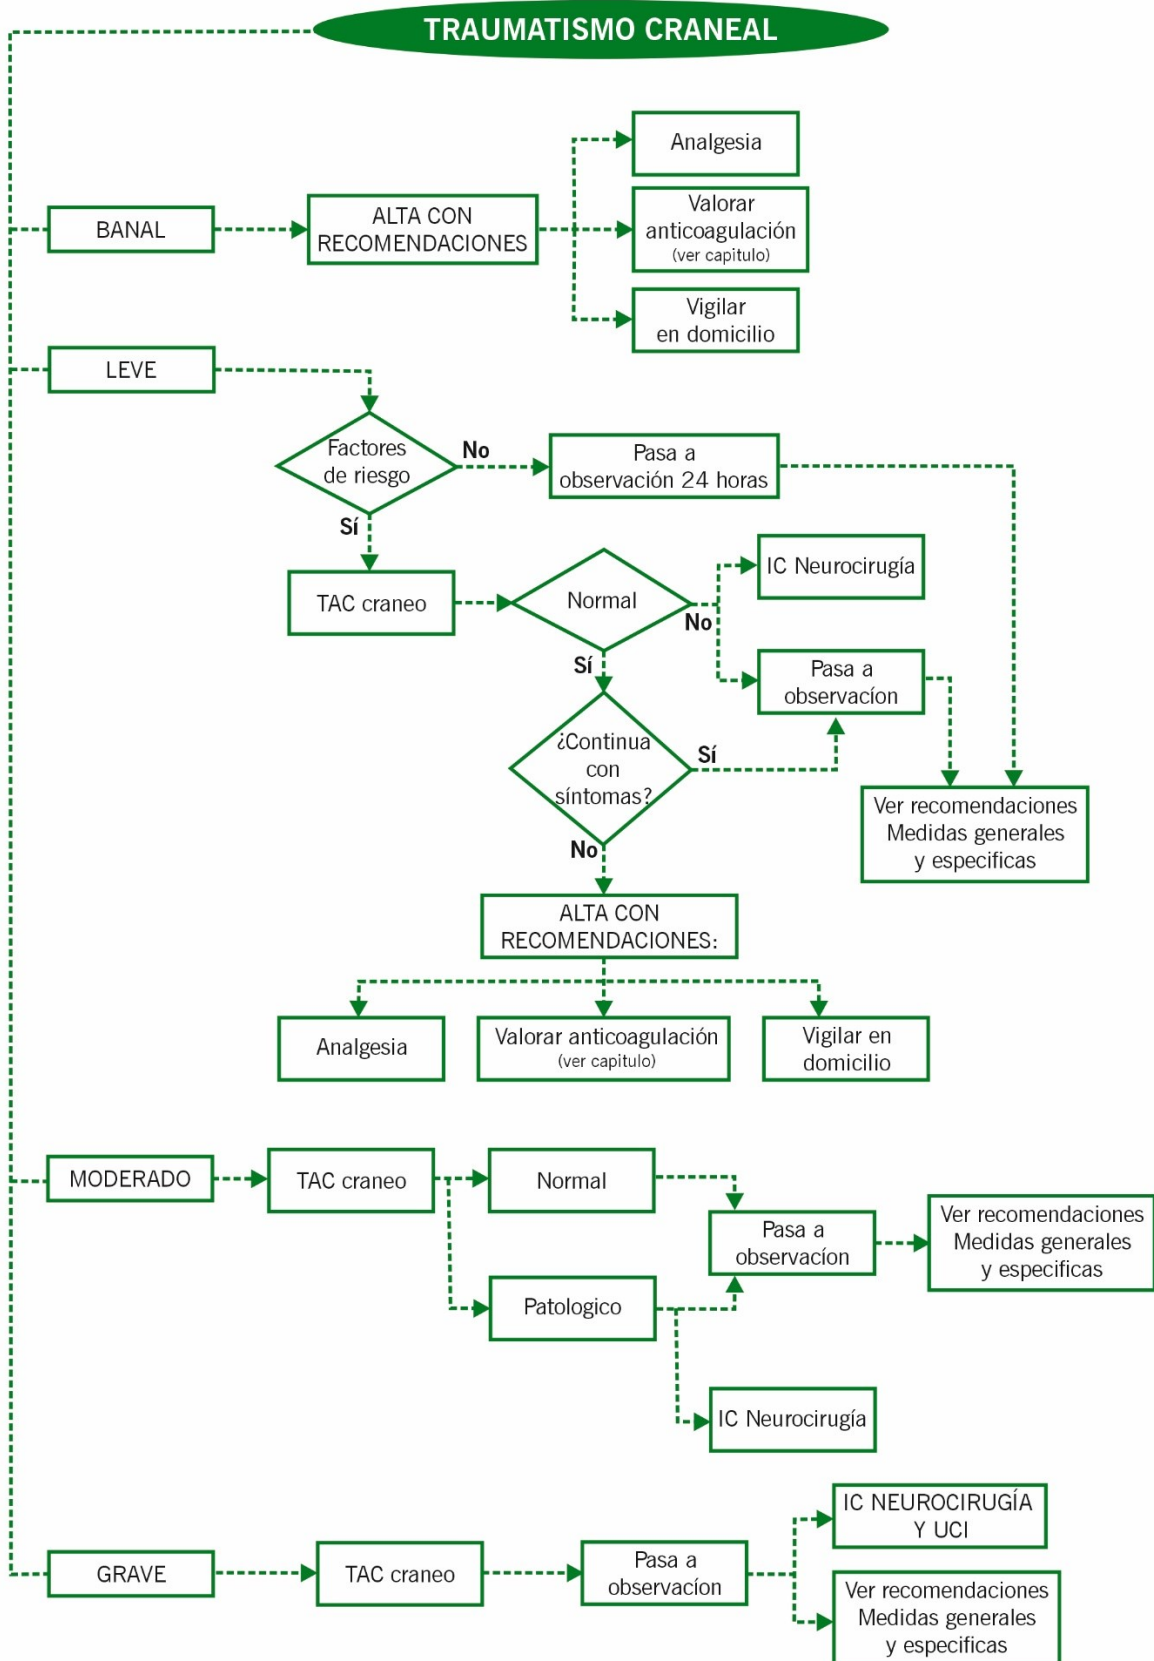 TRAUMATISMO CRANEAL
Analgesia
BANAL
ALTA CON
RECOMENDACIONES
Valorar
anticoagulación
(ver capitulo)
Vigilar
en domicilio
LEVE
Factores
de riesgo
No
Pasa a
observación 24 horas
Sí
TAC craneo
Normal
No
IC Neurocirugía
Sí
Pasa a
observacíon
¿Continua
con
síntomas?
Sí
Ver recomendaciones
Medidas generales
y especificas
No
ALTA CON
RECOMENDACIONES:
Analgesia
Valorar anticoagulación
(ver capitulo)
Vigilar en
domicilio
MODERADO
TAC craneo
Normal
Pasa a
observacíon
Ver recomendaciones
Medidas generales
y especificas
Patologico
IC Neurocirugía
GRAVE
TAC craneo
Pasa a
observacíon
IC NEUROCIRUGÍA
Y UCI
Ver recomendaciones
Medidas generales
y especificas